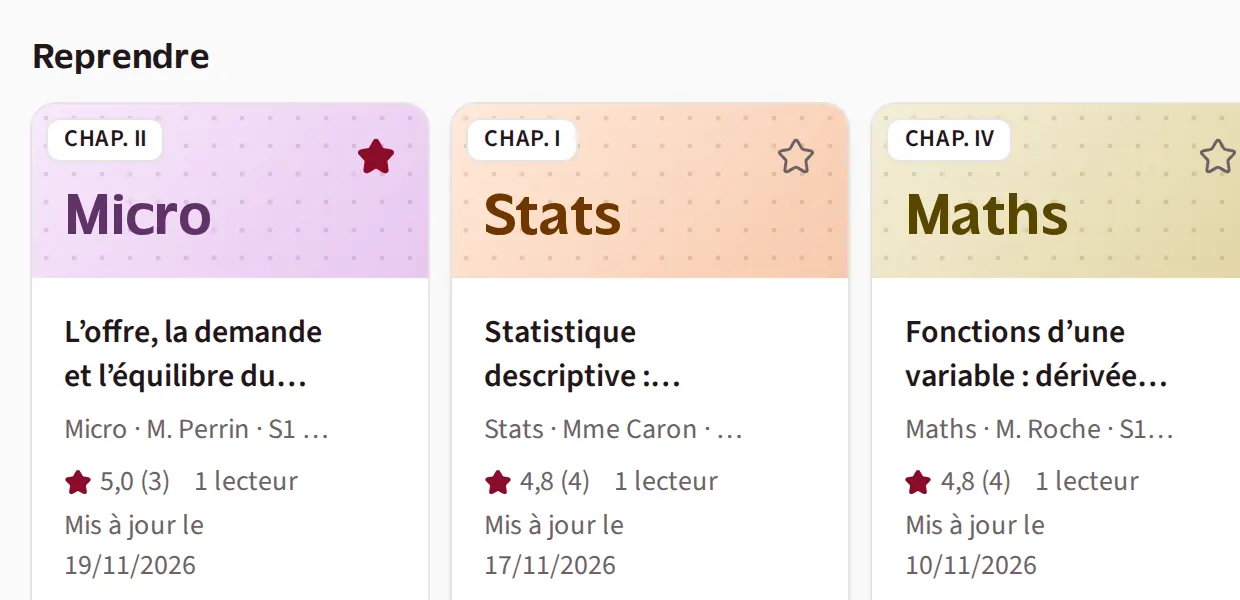 Reprendre
CHAP. II
Micro
L’offre, la demande
et l’équilibre du…
Micro · M. Perrin · S1 …
5,0 (3) 1 lecteur
Mis à jour le
19/11/2026
CHAP. I
Stats
Statistique
descriptive :…
Stats · Mme Caron · …
4,8 (4) 1 lecteur
Mis à jour le
17/11/2026
CHAP. IV
Maths
Fonctions d’une
variable : dérivée…
Maths · M. Roche · S1…
4,8 (4) 1 lecteur
Mis à jour le
10/11/2026